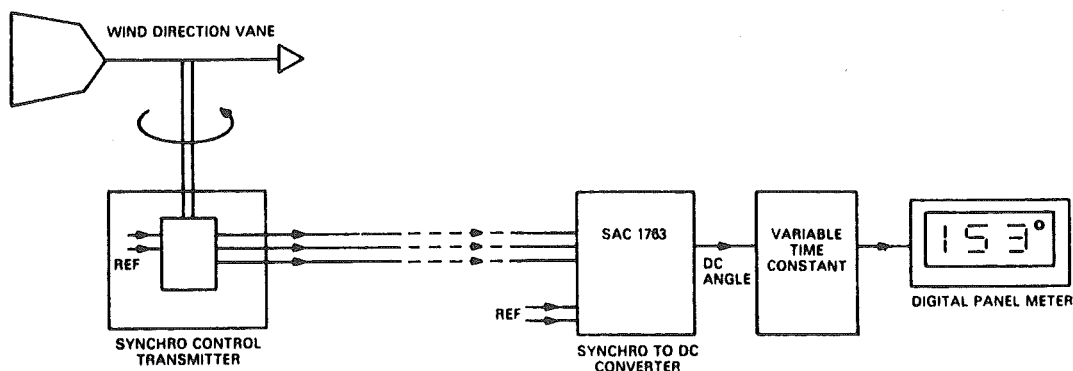 WIND DIRECTION VANE
REF
SYNCHRO CONTROL
TRANSMITTER
SAC 1763
REF
SYNCHRO TO DC
CONVERTER
DC
ANGLE
VARIABLE
TIME
CONSTANT
153°
DIGITAL PANEL METER